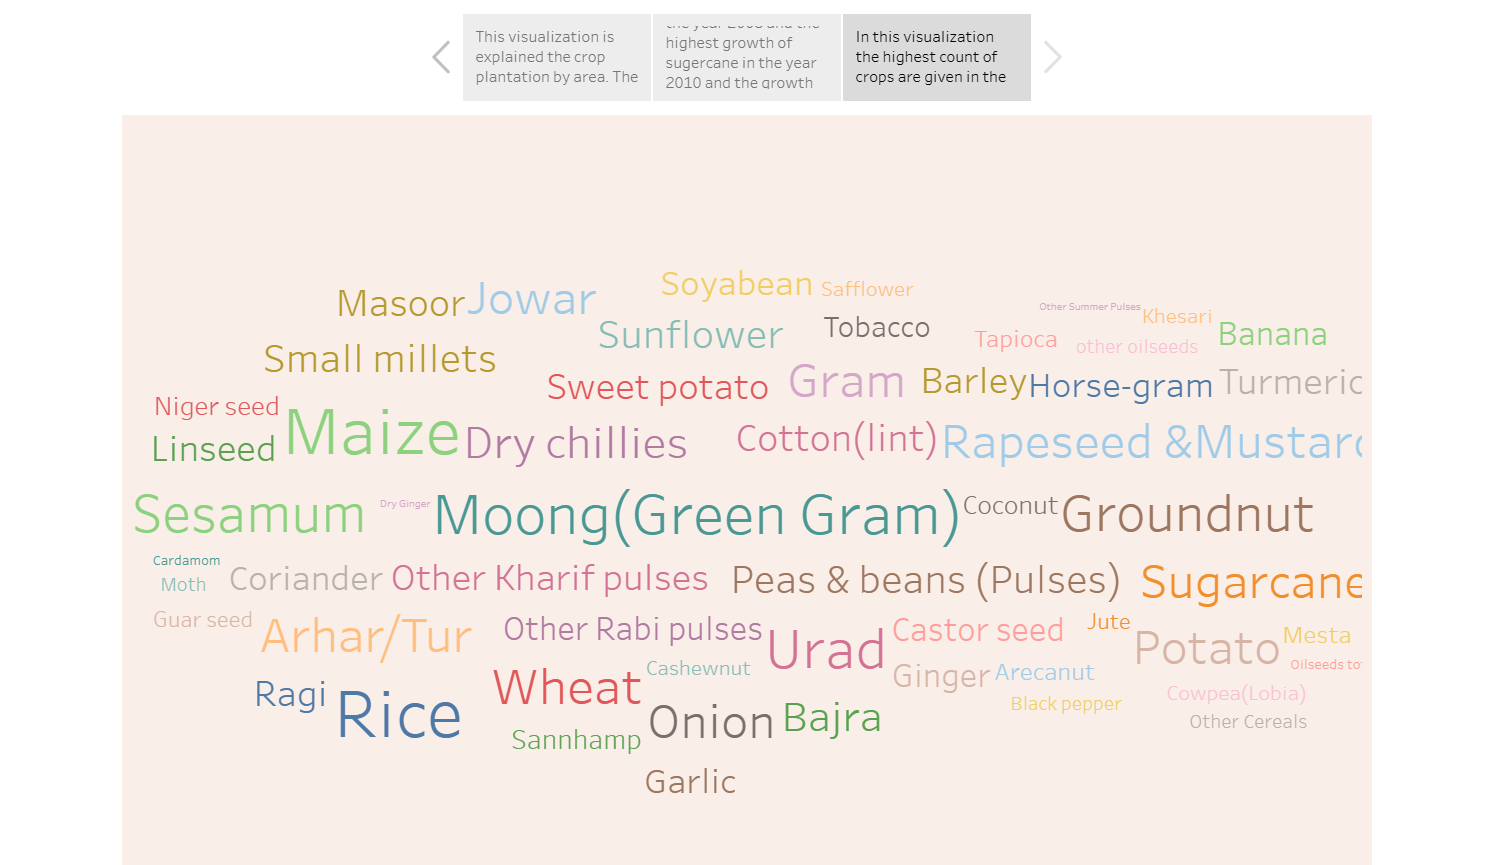 This visualization is
explained the crop
plantation by area. The
highest growth of
sugercane in the year
2010 and the growth
In this visualization
the highest count of
crops are given in the
Soyabean
Safflower
Masoor
Jowar
Other Summer Pulses
Khesari
Sunflower
Tobacco
Tapioca
other oilseeds
Banana
Small millets
Sweet potato
Gram
Barley
Horse-gram
Turmeric
Niger seed
Linseed
Maize
Dry chillies
Cotton(lint)
Rapeseed &Mustard
Sesamum
Dry Ginger
Moong(Green Gram)
Coconut
Groundnut
Cardamom
Moth
Coriander
Other Kharif pulses
Peas & beans (Pulses)
Sugarcane
Guar seed
Arhar/Tur
Other Rabi pulses
Urad
Castor seed
Jute
Potato
Mesta
Oilseeds to
Cashewnut
Ginger
Arecanut
Wheat
Ragi
Rice
Black pepper
Cowpea(Lobia)
Other Cereals
Onion
Bajra
Sannhamp
Garlic